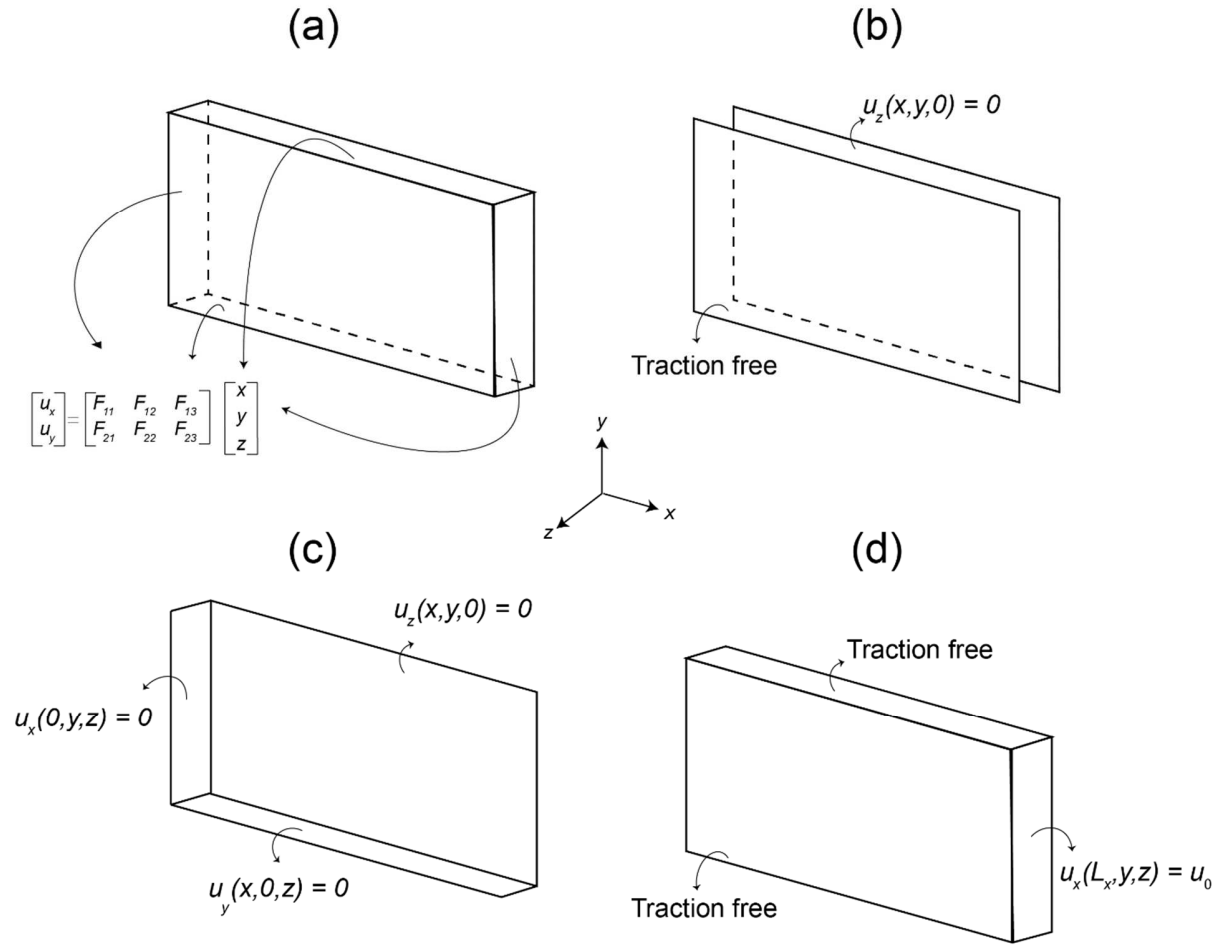 (a)
(b)
u_z(x,y,0) = 0
Traction free
[u_x u_y] = [F_11 F_12 F_13 F_21 F_22 F_23] [x y z]
y
x
z
(c)
(d)
u_z(x,y,0) = 0
Traction free
u_x(0,y,z) = 0
u_y(x,0,z) = 0
u_x(L_x,y,z) = u_0
Traction free